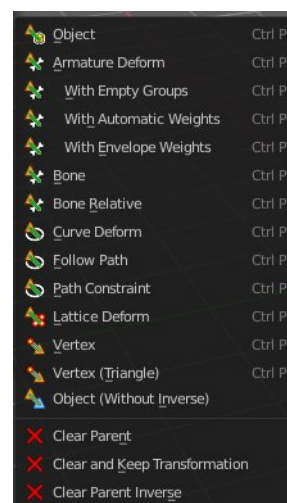 Object Ctrl P
Armature Deform Ctrl P
With Empty Groups Ctrl P
With Automatic Weights Ctrl P
With Envelope Weights Ctrl P
Bone Ctrl P
Bone Relative Ctrl P
Curve Deform Ctrl P
Follow Path Ctrl P
Path Constraint Ctrl P
Lattice Deform Ctrl P
Vertex Ctrl P
Vertex (Triangle) Ctrl P
Object (Without Inverse)
Clear Parent
Clear and Keep Transformation
Clear Parent Inverse